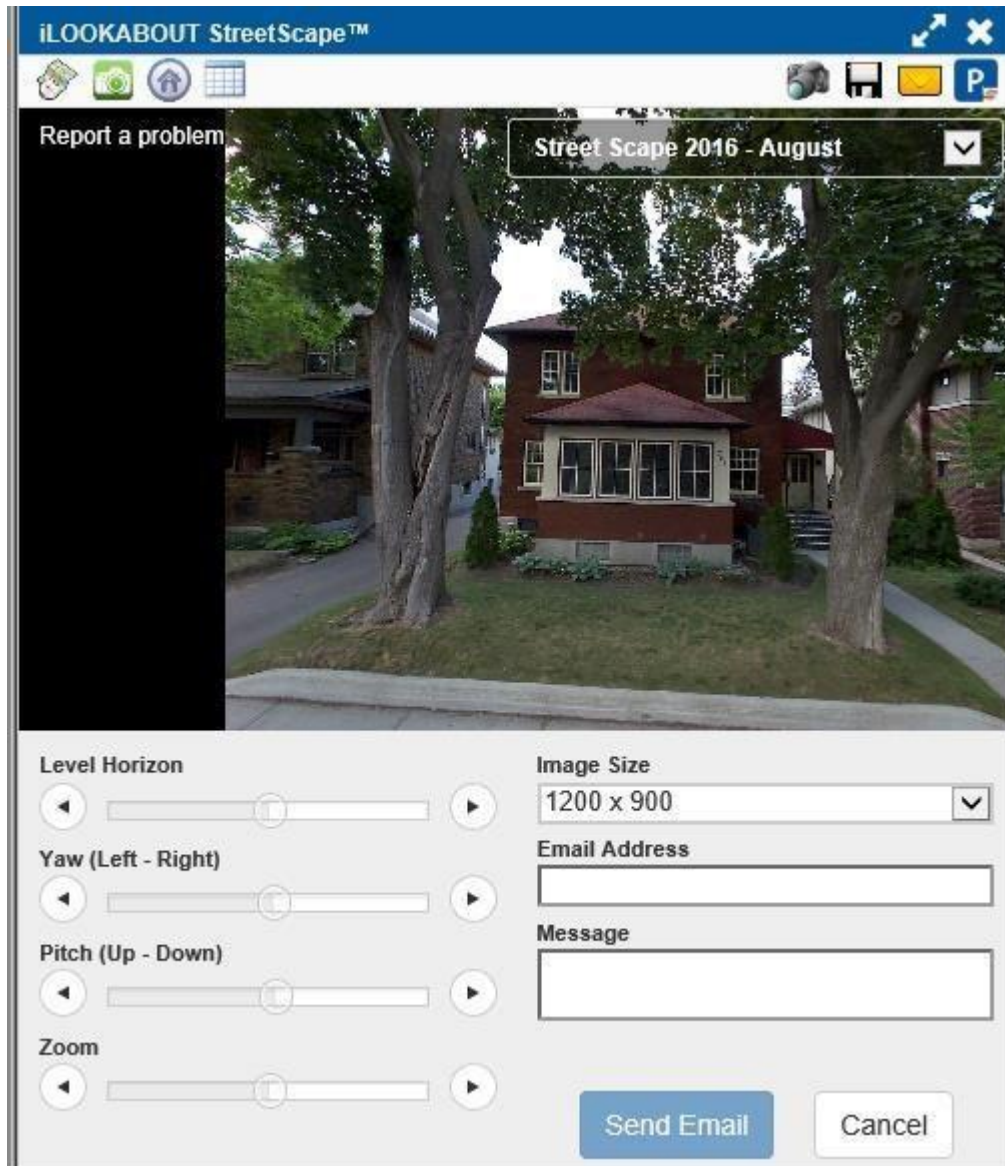 iLOOKABOUT StreetScape™
P
Report a problem
Street Scape 2016 - August
Level Horizon
Yaw (Left - Right)
Pitch (Up - Down)
Zoom
Image Size
1200 x 900
Email Address
Message
Send Email
Cancel